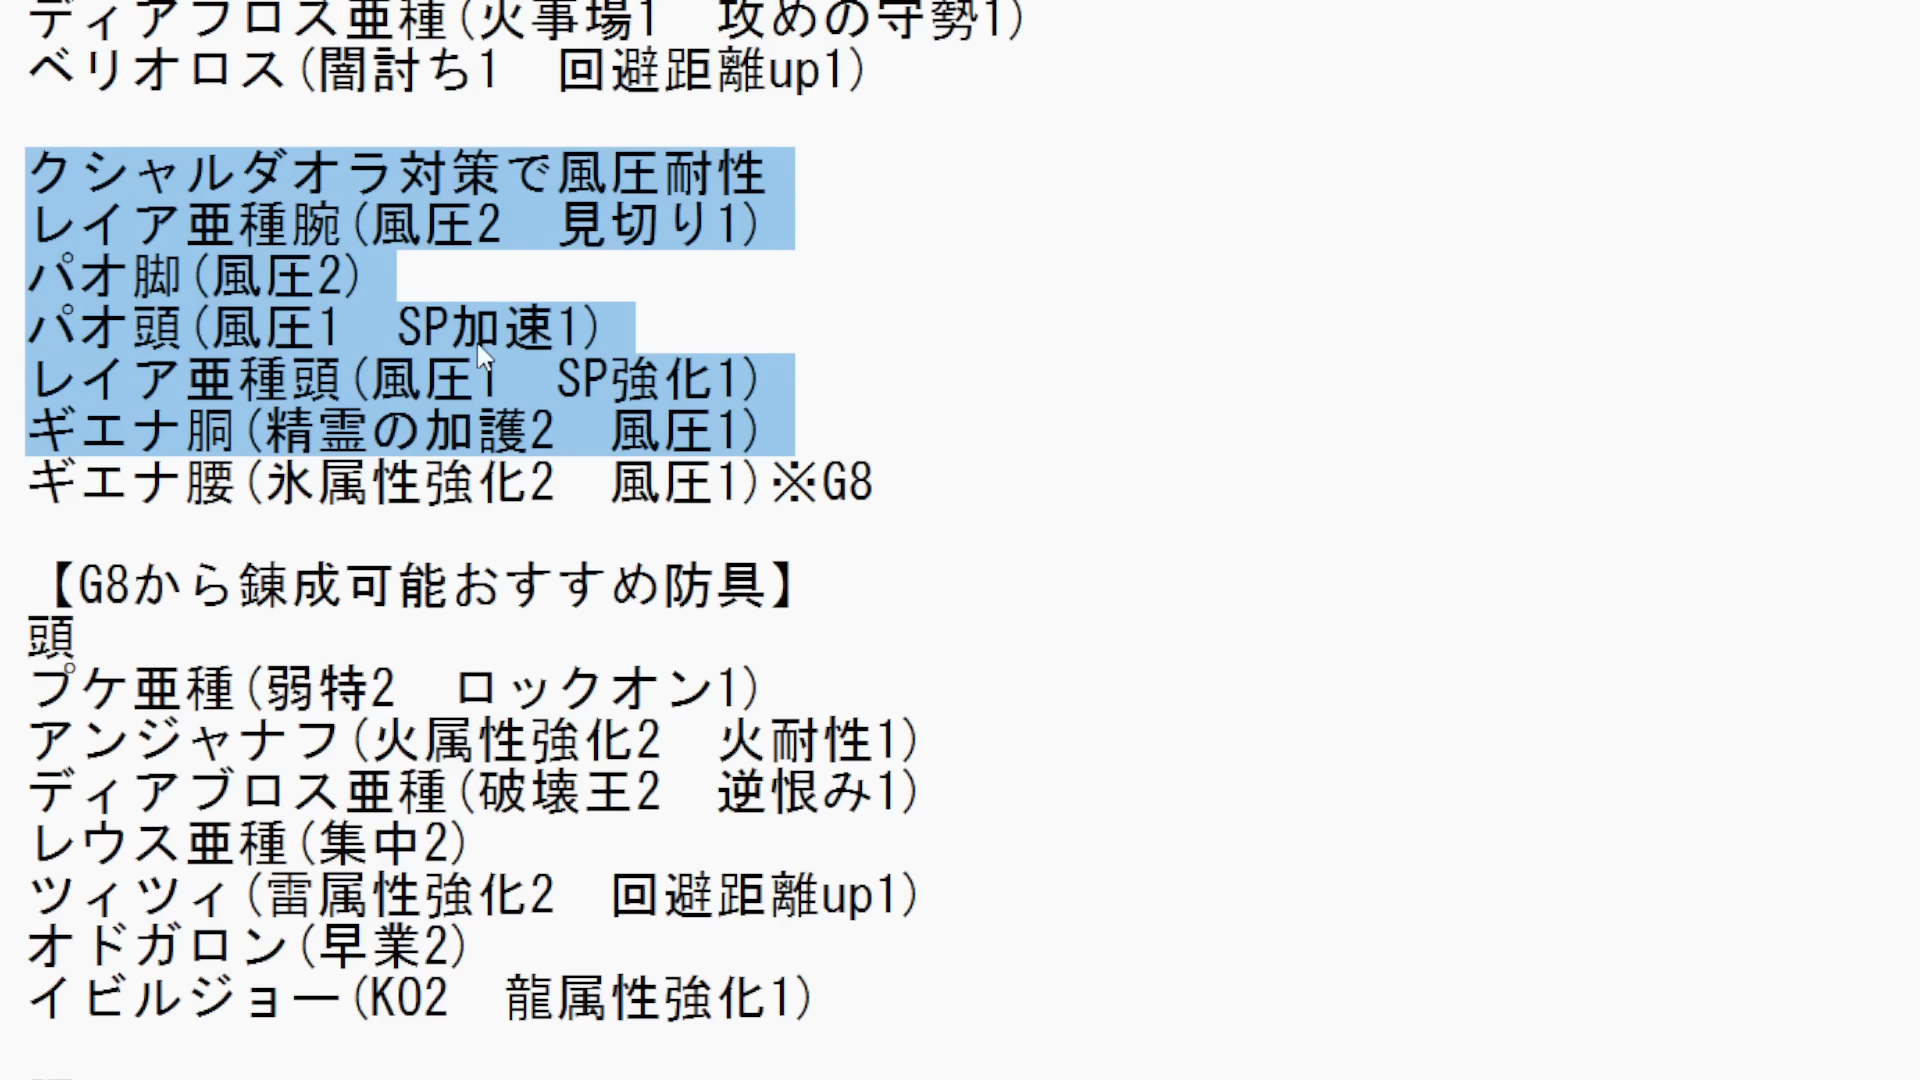 ディアブロス亜種(火事場1　攻めの守勢1)
ベリオロス(闇討ち1　回避距離up1)
クシャルダオラ対策で風圧耐性
レイア亜種腕(風圧2　見切り1)
パオ脚(風圧2)
パオ頭(風圧1　SP加速1)
レイア亜種頭(風圧1　SP強化1)
ギエナ胴(精霊の加護2　風圧1)
ギエナ腰(氷属性強化2　風圧1)※G8
【G8から錬成可能おすすめ防具】
頭
プケ亜種(弱特2　ロックオン1)
アンジャナフ(火属性強化2　火耐性1)
ディアブロス亜種(破壊王2　逆恨み1)
レウス亜種(集中2)
ツィツィ(雷属性強化2　回避距離up1)
オドガロン(早業2)
イビルジョー(KO2　龍属性強化1)